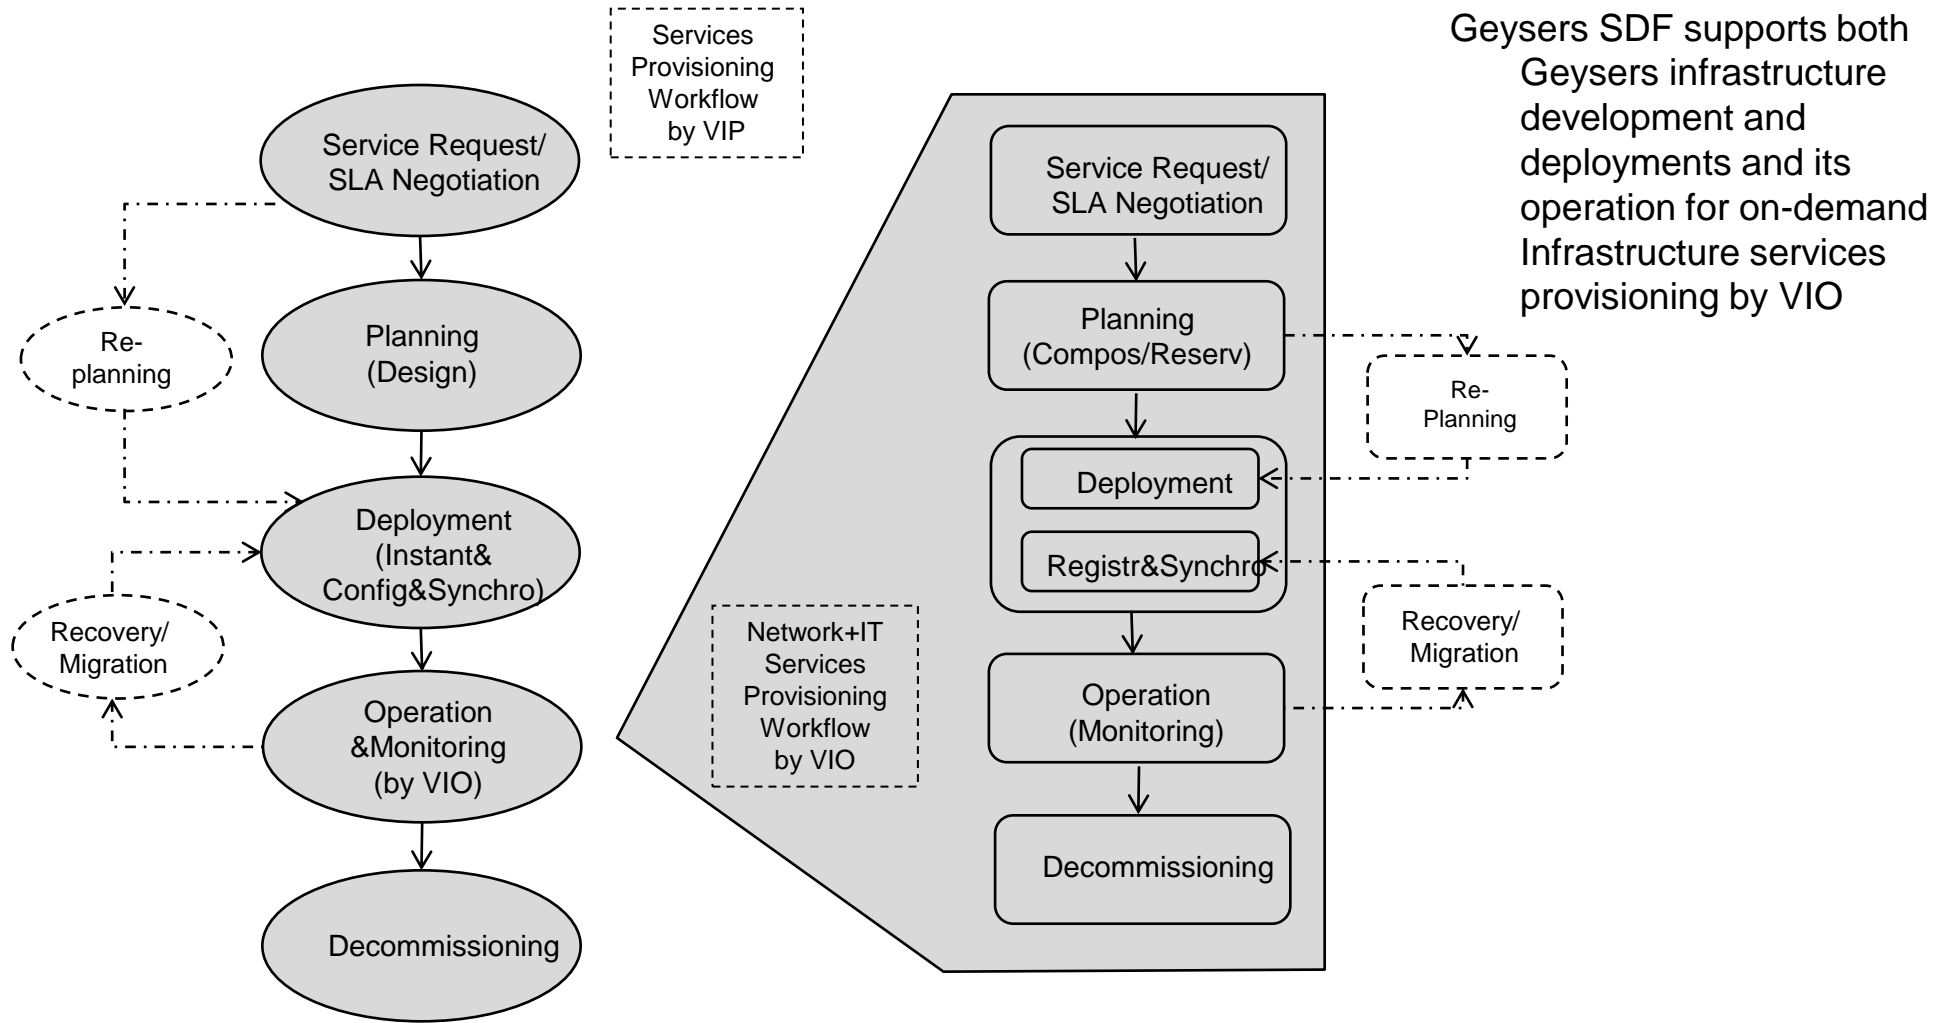 Services
Provisioning
Workflow
by VIP
Service Request/
SLA Negotiation
Re-
planning
Planning
(Design)
Deployment
(Instant&
Config&Synchro)
Recovery/
Migration
Operation
&Monitoring
(by VIO)
Decommissioning
Network+IT
Services
Provisioning
Workflow
by VIO
Service Request/
SLA Negotiation
Planning
(Compos/Reserv)
Re-
Planning
Deployment
Registr&Synchro
Recovery/
Migration
Operation
(Monitoring)
Decommissioning
Geysers SDF supports both
Geysers infrastructure
development and
deployments and its
operation for on-demand
Infrastructure services
provisioning by VIO